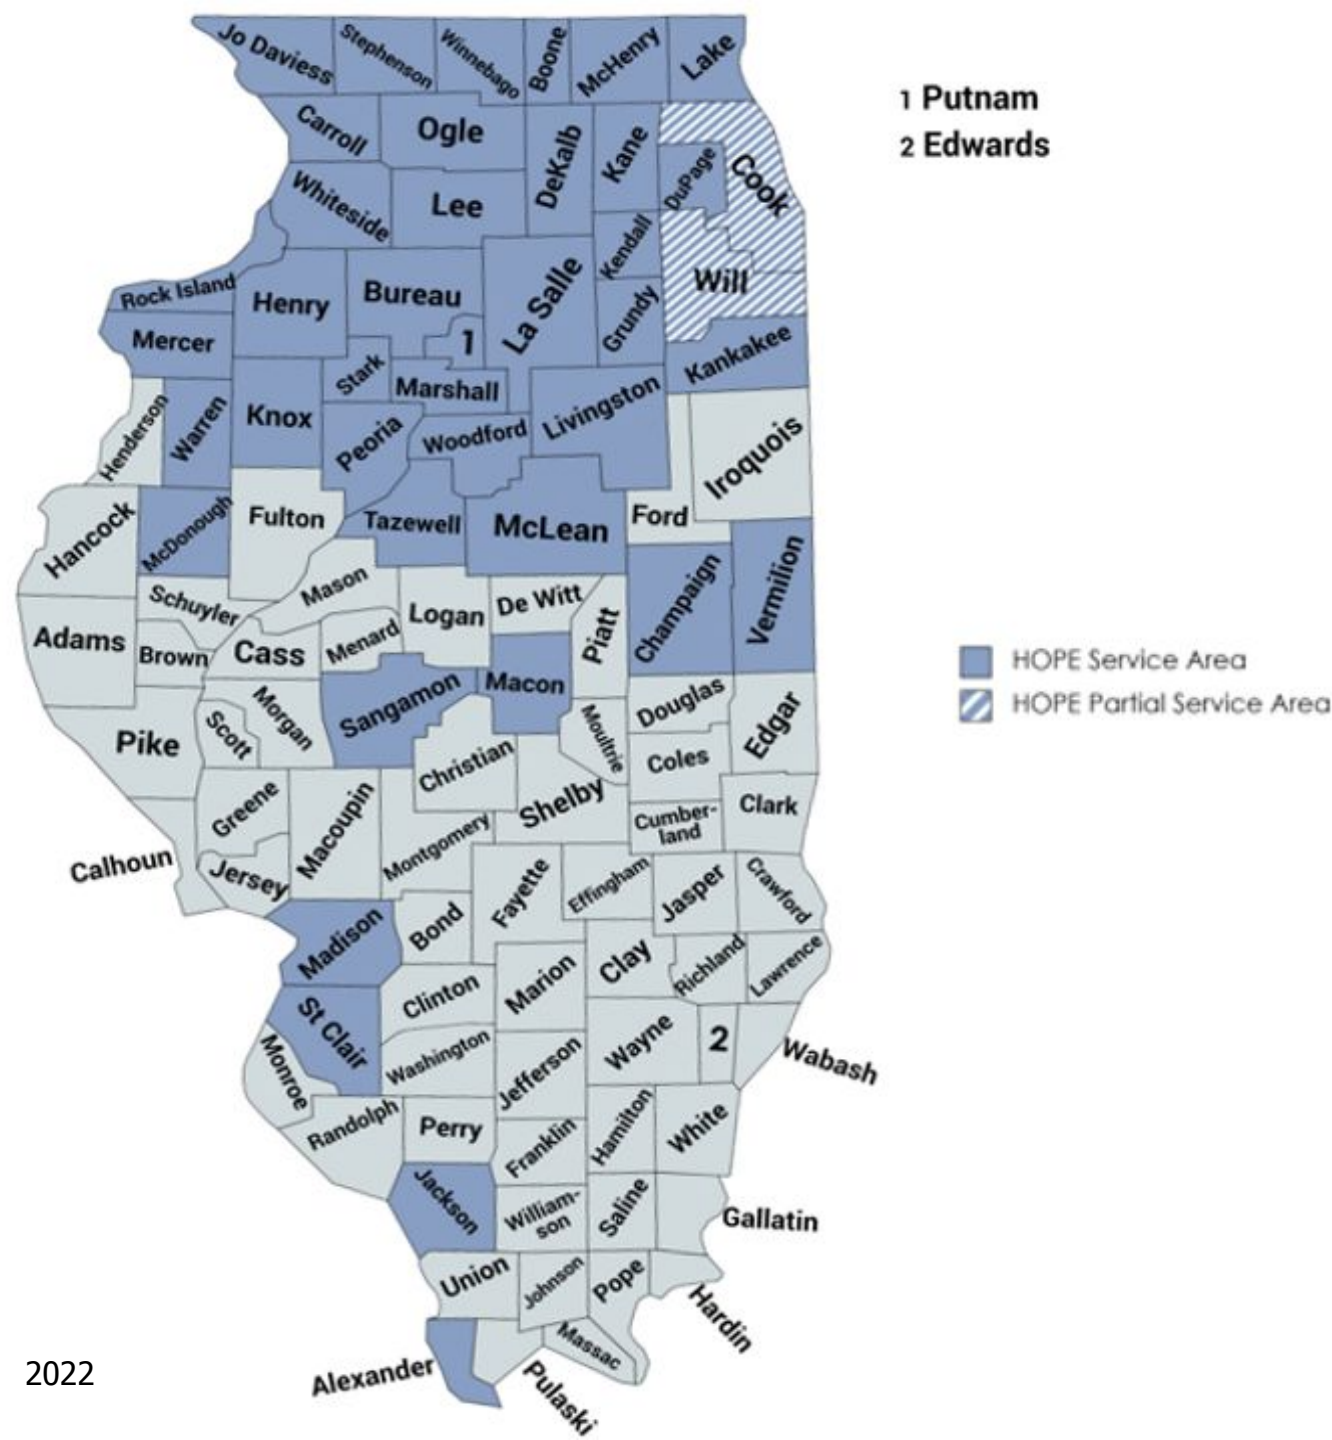 Jo Daviess
Stephenson
Winnebago
Boone
McHenry
Lake
1 Putnam
2 Edwards
Carroll
Ogle
DeKalb
Kane
DuPage
Cook
Whiteside
Lee
Kendall
Will
Rock Island
Henry
Bureau
La Salle
Grundy
Mercer
1
Kankakee
Stark
Marshall
Henderson
Warren
Knox
Peoria
Woodford
Livingston
Iroquois
Hancock
McDonough
Fulton
Tazewell
McLean
Ford
Champaign
Vermilion
Mason
Schuyler
Logan
De Witt
Piatt
Adams
Brown
Cass
Menard
HOPE Service Area
HOPE Partial Service Area
Sangamon
Macon
Douglas
Edgar
Pike
Scott
Morgan
Christian
Moultrie
Coles
Shelby
Greene
Macoupin
Montgomery
Cumber-
land
Clark
Calhoun
Jersey
Fayette
Effingham
Jasper
Crawford
Madison
Bond
Clay
Richland
Lawrence
Clinton
Marion
St Clair
Washington
Wayne
2
Wabash
Monroe
Jefferson
Randolph
Perry
Franklin
Hamilton
White
Jackson
William-
son
Saline
Gallatin
Union
Johnson
Pope
Hardin
Massac
Alexander
Pulaski
2022